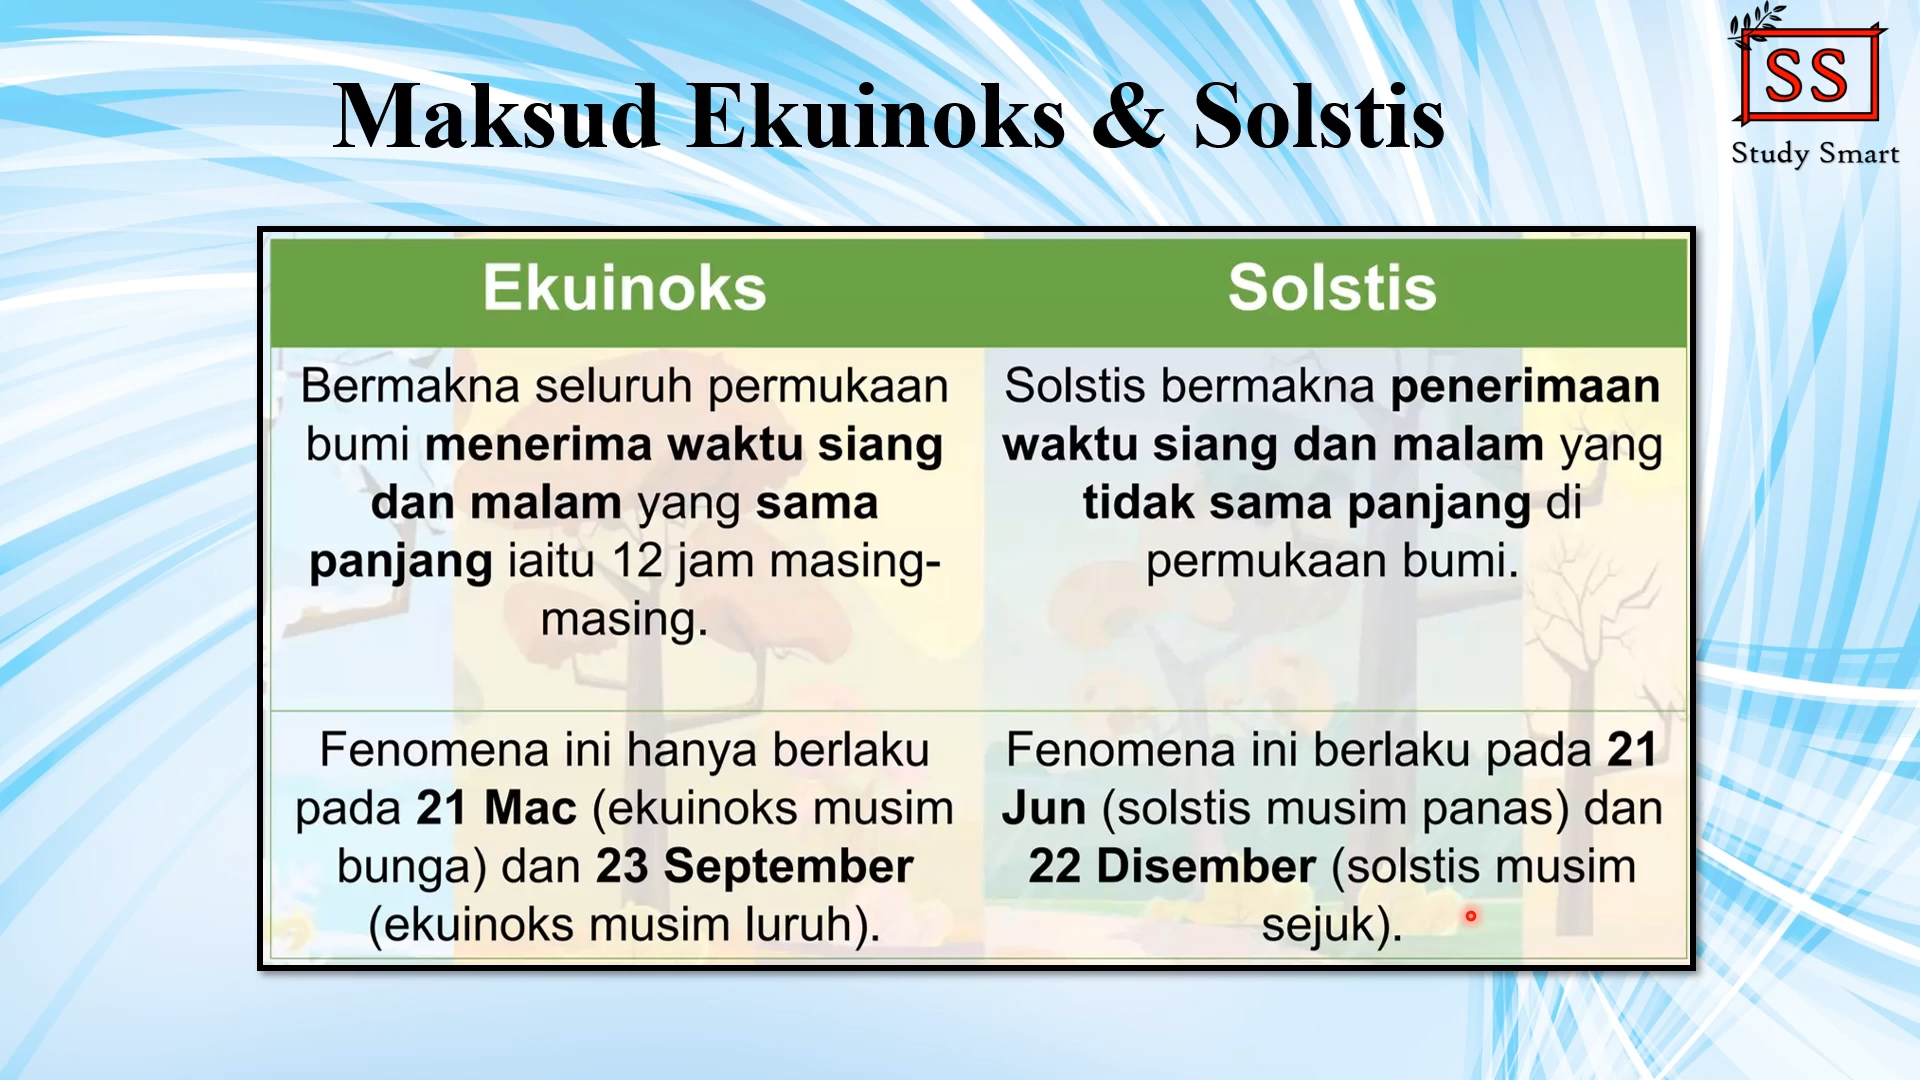 Maksud Ekuinoks & Solstis
SS
Study Smart
Ekuinoks
Solstis
Bermakna seluruh permukaan
bumi menerima waktu siang
dan malam yang sama
panjang iaitu 12 jam masing-
masing.
Solstis bermakna penerimaan
waktu siang dan malam yang
tidak sama panjang di
permukaan bumi.
Fenomena ini hanya berlaku
pada 21 Mac (ekuinoks musim
bunga) dan 23 September
(ekuinoks musim luruh).
Fenomena ini berlaku pada 21
Jun (solstis musim panas) dan
22 Disember (solstis musim
sejuk).